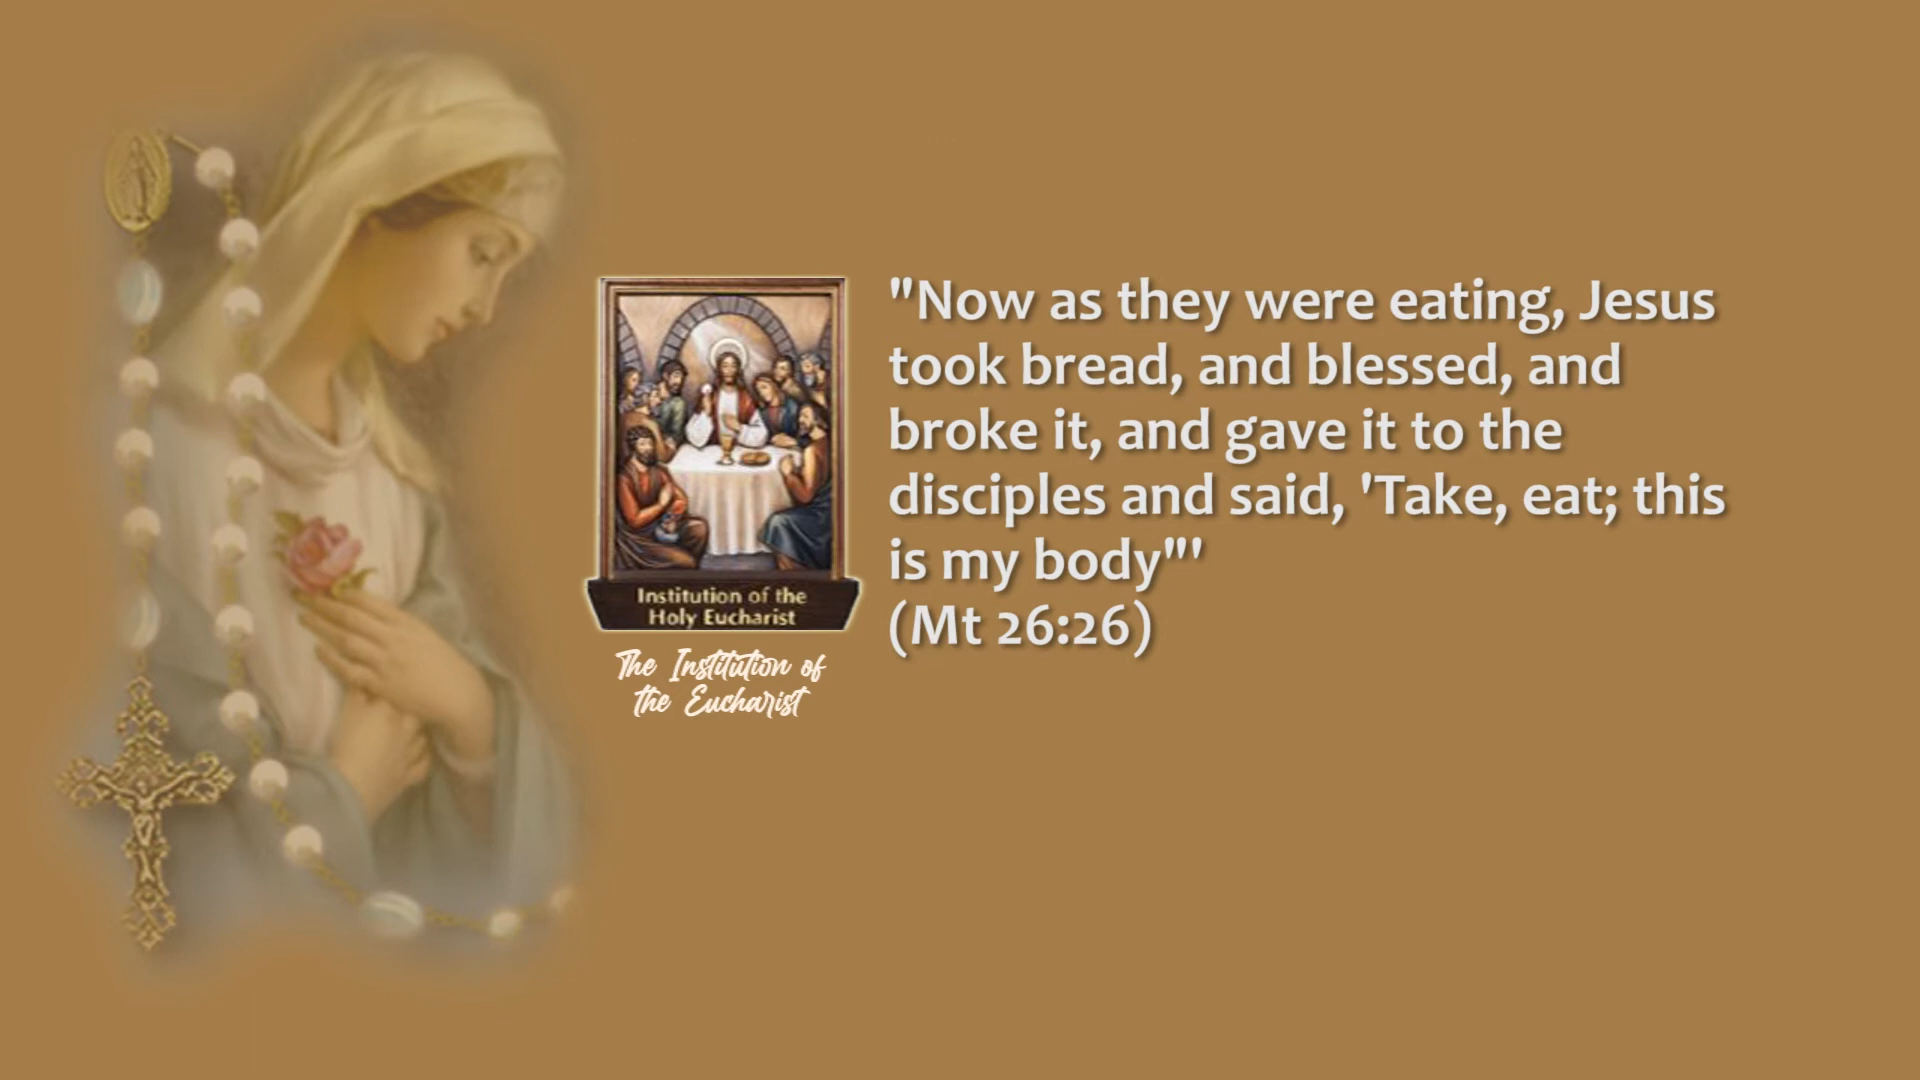 "Now as they were eating, Jesus
took bread, and blessed, and
broke it, and gave it to the
disciples and said, 'Take, eat; this
is my body"'
(Mt 26:26)
Institution of the
Holy Eucharist
The Institution of
the Eucharist